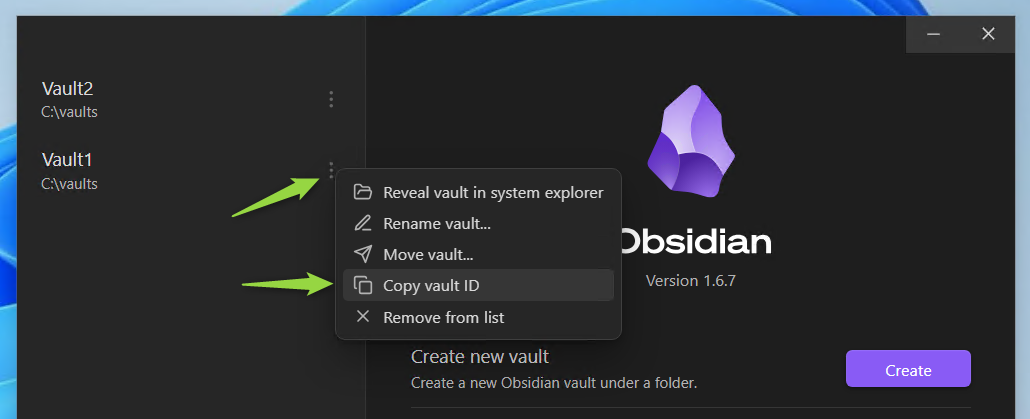 Vault2
C:\vaults
Vault1
C:\vaults
Reveal vault in system explorer
Rename vault...
Move vault...
Copy vault ID
Remove from list
Obsidian
Version 1.6.7
Create new vault
Create a new Obsidian vault under a folder.
Create